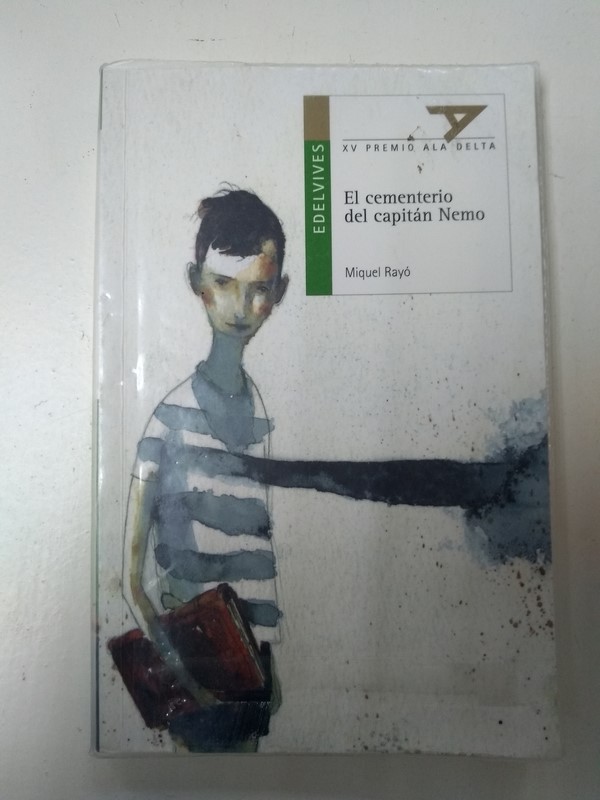 XV PREMIO ALA DELTA
EDELVIVES
El cementerio
del capitán Nemo
Miquel Rayó